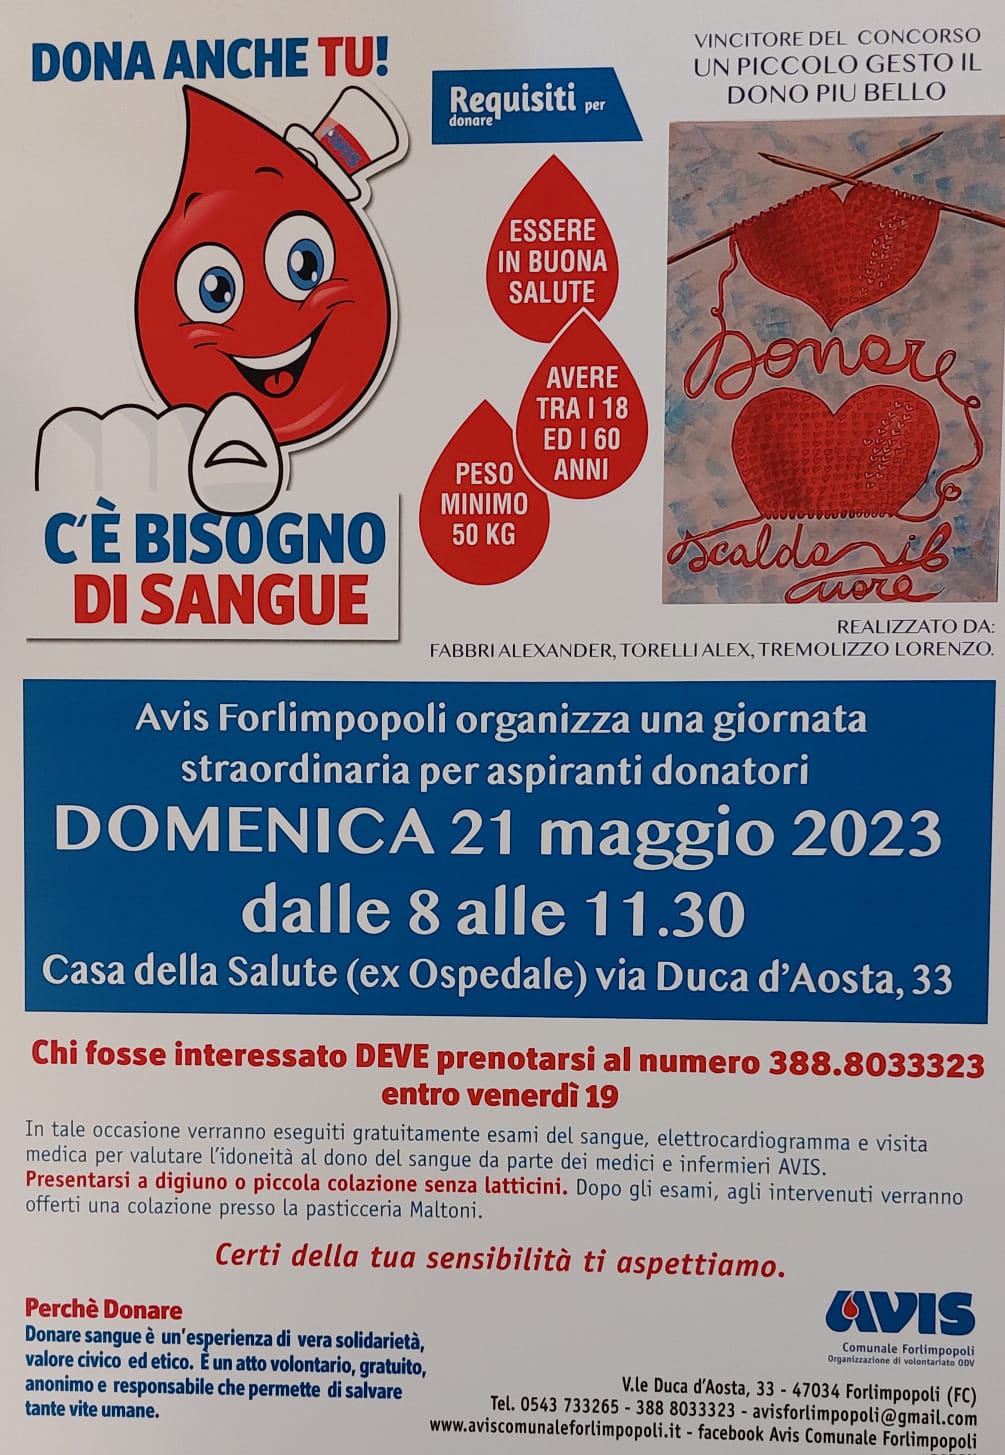 DONA ANCHE TU!
AVIS
C'È BISOGNO
DI SANGUE
Requisiti per
donare
ESSERE
IN BUONA
SALUTE
AVERE
TRA I 18
ED I 60
ANNI
PESO
MINIMO
50 KG
VINCITORE DEL CONCORSO
UN PICCOLO GESTO IL
DONO PIU BELLO
Donare
scalda il
cuore
REALIZZATO DA:
FABBRI ALEXANDER, TORELLI ALEX, TREMOLIZZO LORENZO.
Avis Forlimpopoli organizza una giornata
straordinaria per aspiranti donatori
DOMENICA 21 maggio 2023
dalle 8 alle 11.30
Casa della Salute (ex Ospedale) via Duca d'Aosta, 33
Chi fosse interessato DEVE prenotarsi al numero 388.8033323
entro venerdì 19
In tale occasione verranno eseguiti gratuitamente esami del sangue, elettrocardiogramma e visita
medica per valutare l'idoneità al dono del sangue da parte dei medici e infermieri AVIS.
Presentarsi a digiuno o piccola colazione senza latticini. Dopo gli esami, agli intervenuti verranno
offerti una colazione presso la pasticceria Maltoni.
Certi della tua sensibilità ti aspettiamo.
Perchè Donare
Donare sangue è un'esperienza di vera solidarietà,
valore civico ed etico. È un atto volontario, gratuito,
anonimo e responsabile che permette di salvare
tante vite umane.
AVIS
Comunale Forlimpopoli
Organizzazione di volontariato ODV
V.le Duca d'Aosta, 33 - 47034 Forlimpopoli (FC)
Tel. 0543 733265 - 388 8033323 - avisforlimpopoli@gmail.com
www.aviscomunaleforlimpopoli.it - facebook Avis Comunale Forlimpopoli